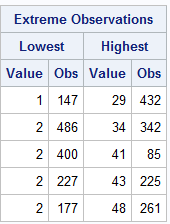 Extreme Observations
Lowest Highest
Value Obs Value Obs
1 147 29 432
2 486 34 342
2 400 41 85
2 227 43 225
2 177 48 261